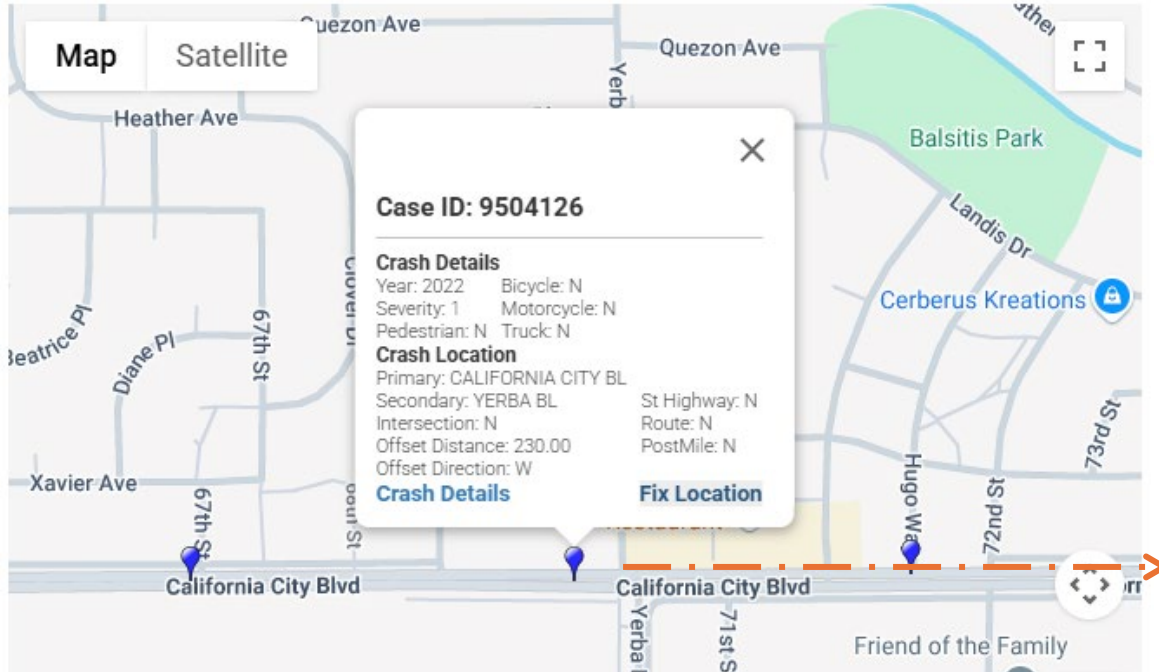 Quezon Ave
Quezon Ave
Map
Satellite
Yerb
Heather Ave
Balsitis Park
Case ID: 9504126
Landis Dr
Crash Details
Year: 2022 Bicycle: N
Severity: 1 Motorcycle: N
Pedestrian: N Truck: N
Crash Location
Primary: CALIFORNIA CITY BL
Secondary: YERBA BL St Highway: N
Intersection: N Route: N
Offset Distance: 230.00 PostMile: N
Offset Direction: W
Crash Details Fix Location
Cerberus Kreations
Beatrice Pl
Diane Pl
67th St
Clover Dr
73rd St
Xavier Ave
67th St
68th St
Hugo Wa
72nd St
Restaurant
California City Blvd
California City Blvd
Yerba
71st S
Friend of the Family